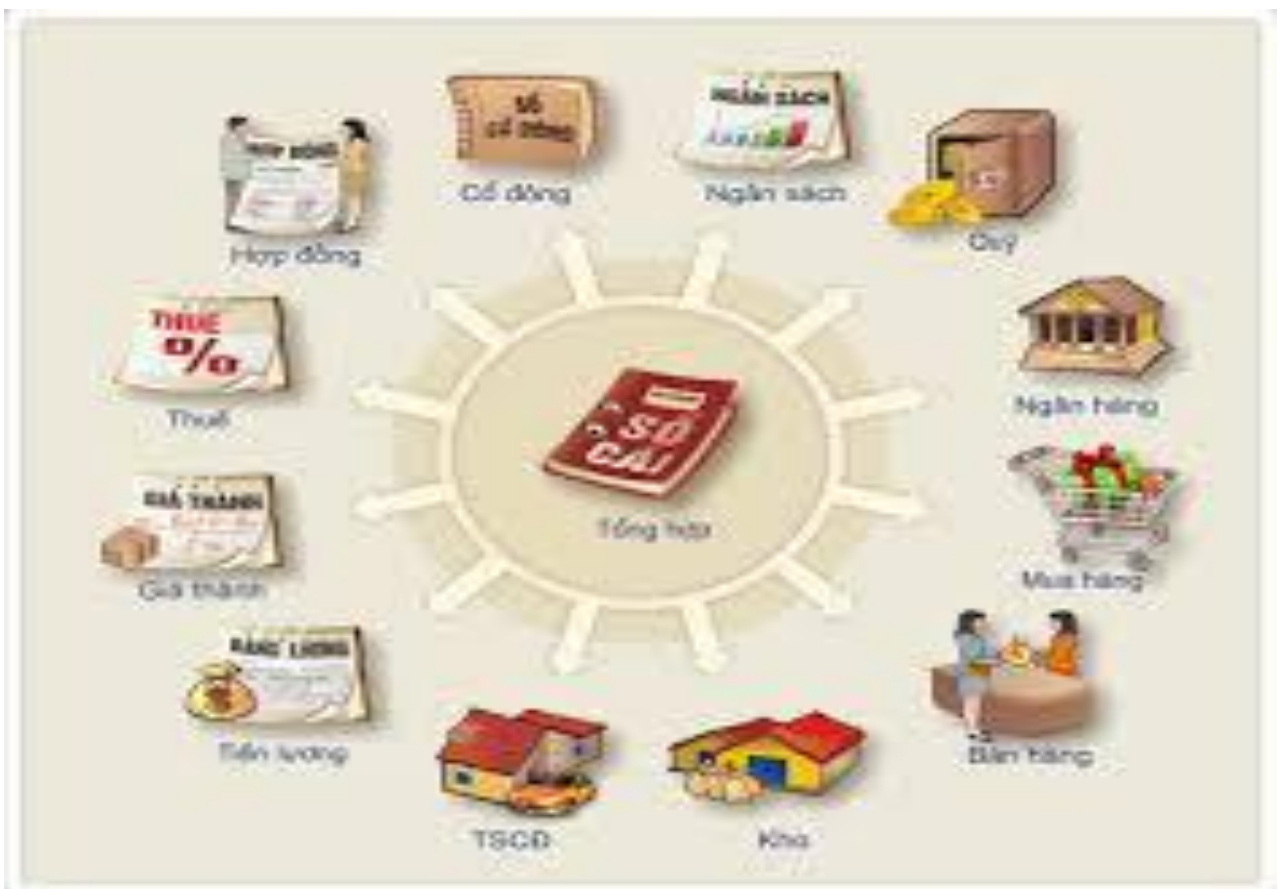 SỔ
CỔ ĐÔNG
Cổ đông
NGÂN SÁCH
Ngân sách
Quỹ
HỢP ĐỒNG
Hợp đồng
THUẾ
%
Thuế
Ngân hàng
SỔ
CÁI
Tổng hợp
GIÁ THÀNH
Giá thành
Mua hàng
BẢNG LƯƠNG
Tiền lương
Bán hàng
TSCĐ
Kho